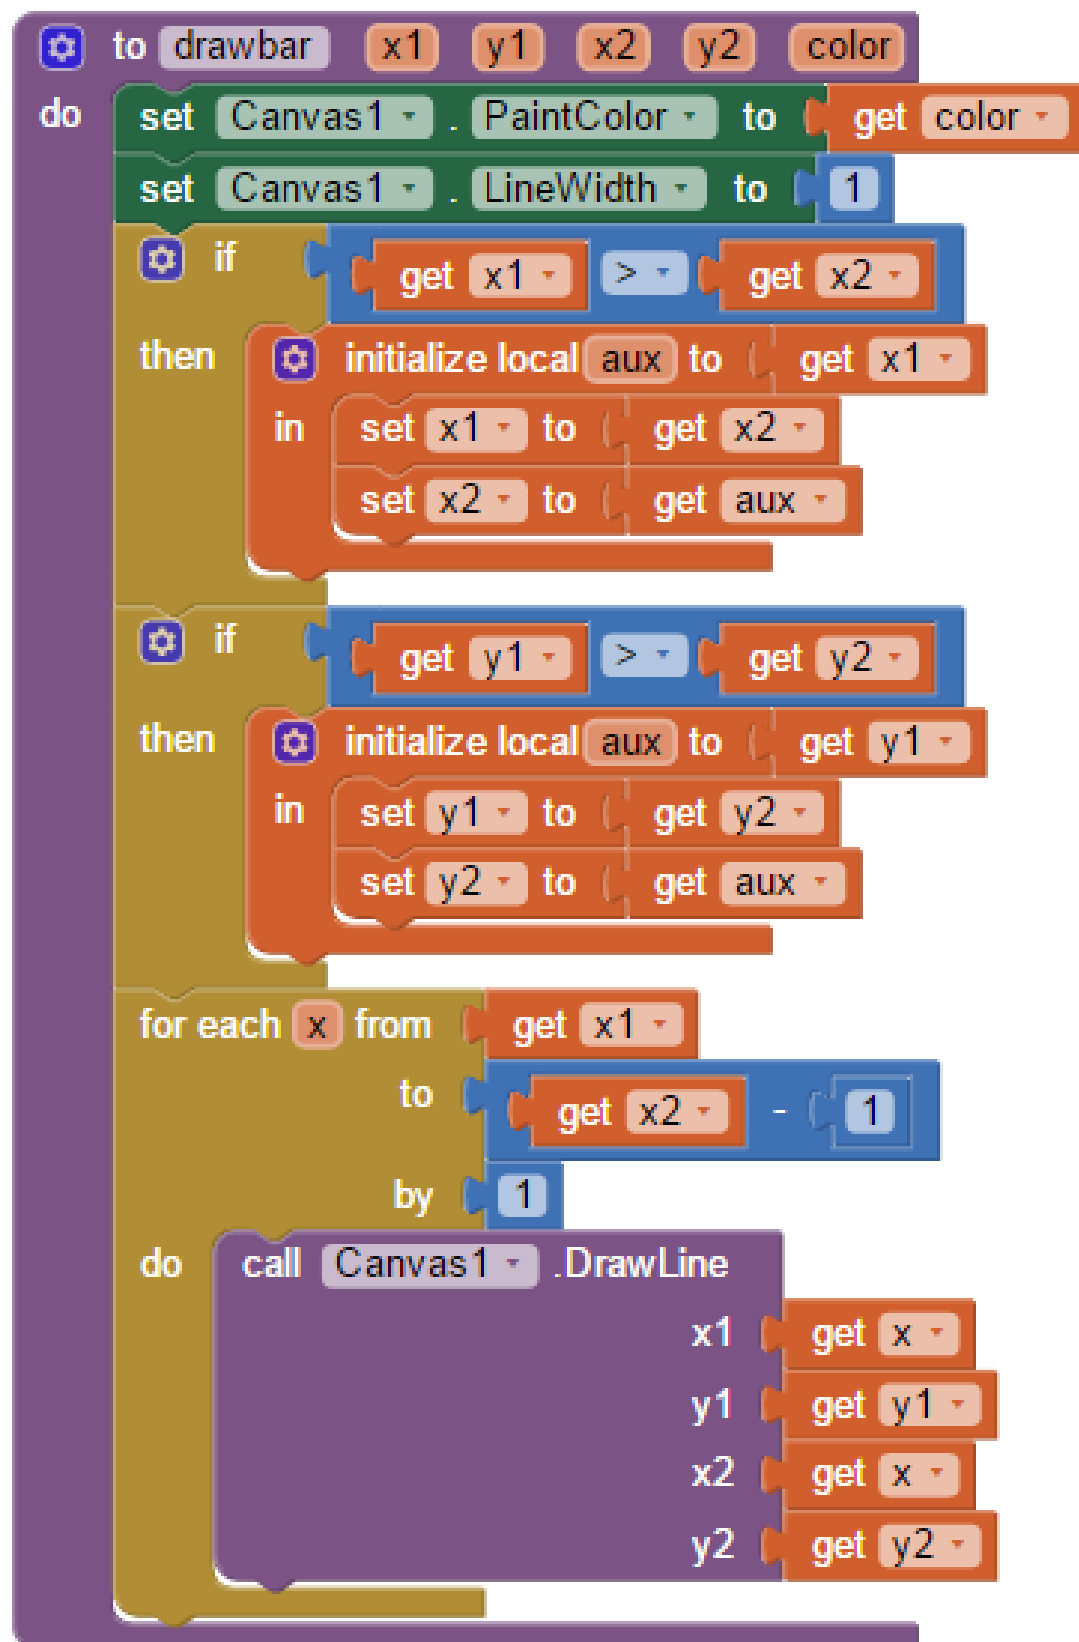 to drawbar x1 y1 x2 y2 color
do set Canvas1 . PaintColor to get color
set Canvas1 . LineWidth to 1
if get x1 > get x2
then initialize local aux to get x1
in set x1 to get x2
set x2 to get aux
if get y1 > get y2
then initialize local aux to get y1
in set y1 to get y2
set y2 to get aux
for each x from get x1
to get x2 - 1
by 1
do call Canvas1 .DrawLine
x1 get x
y1 get y1
x2 get x
y2 get y2